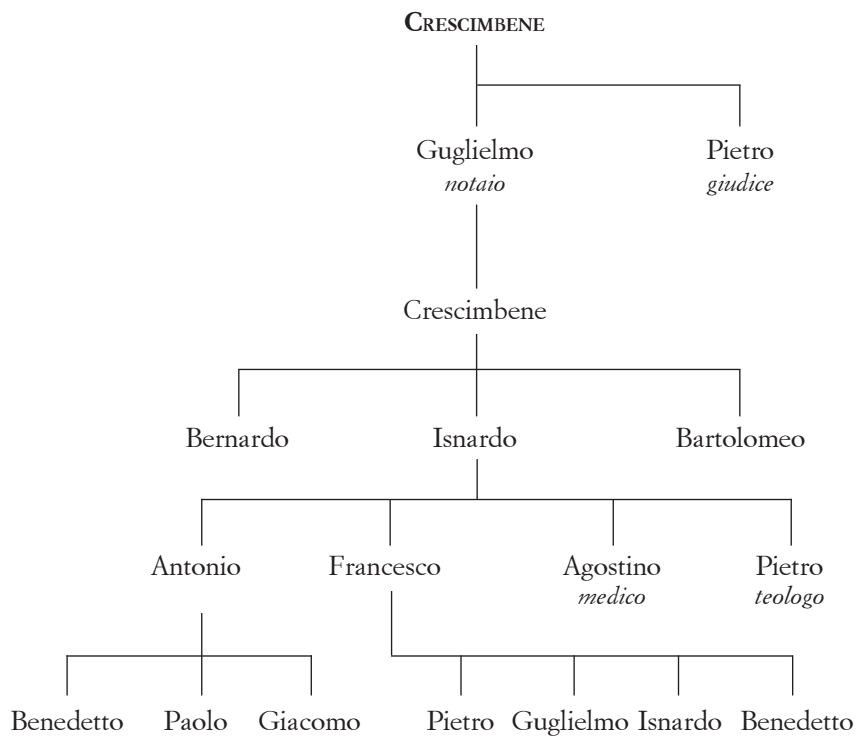 CRESCIMBENE
Guglielmo Pietro
notaio giudice
Crescimbene
Bernardo Isnardo Bartolomeo
Antonio Francesco Agostino Pietro
medico teologo
Benedetto Paolo Giacomo Pietro Guglielmo Isnardo Benedetto